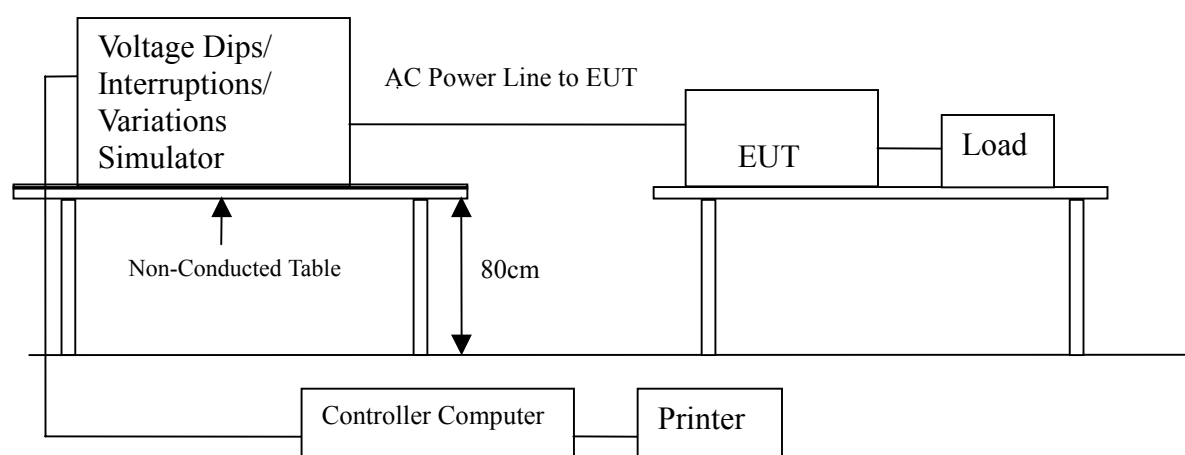 Voltage Dips/
Interruptions/
Variations
Simulator
AC Power Line to EUT
EUT
Load
Non-Conducted Table
80cm
Controller Computer
Printer